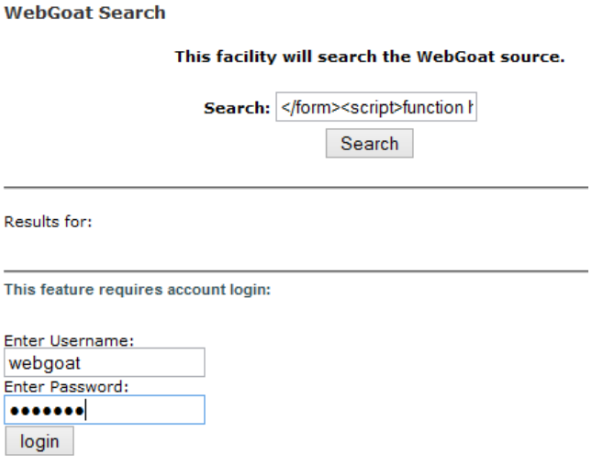 WebGoat Search
This facility will search the WebGoat source.
Search: </form><script>function h
Search
Results for:
This feature requires account login:
Enter Username:
webgoat
Enter Password:
●●●●●●●
login